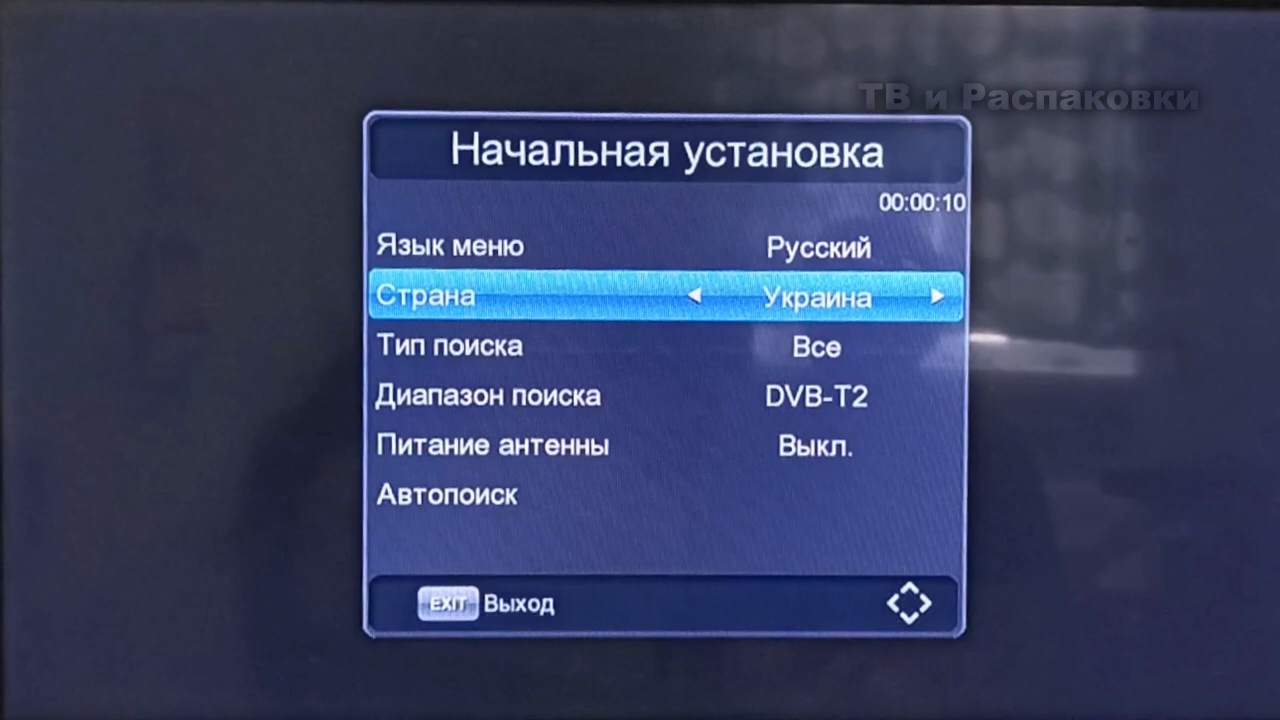 ТВ и Распаковки
Начальная установка
00:00:10
Язык меню Русский
Страна Украина
Тип поиска Все
Диапазон поиска DVB-T2
Питание антенны Выкл.
Автопоиск
EXIT Выход